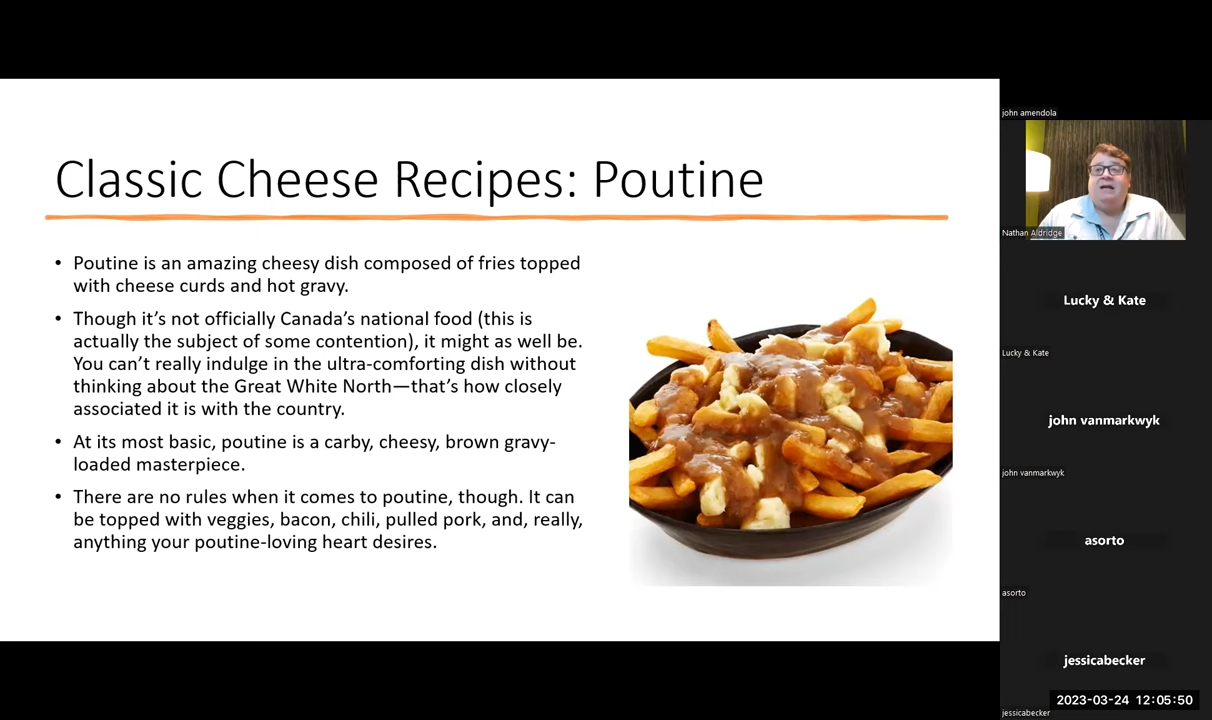 Classic Cheese Recipes: Poutine
• Poutine is an amazing cheesy dish composed of fries topped
with cheese curds and hot gravy.
• Though it’s not officially Canada’s national food (this is
actually the subject of some contention), it might as well be.
You can’t really indulge in the ultra-comforting dish without
thinking about the Great White North—that’s how closely
associated it is with the country.
• At its most basic, poutine is a carby, cheesy, brown gravy-
loaded masterpiece.
• There are no rules when it comes to poutine, though. It can
be topped with veggies, bacon, chili, pulled pork, and, really,
anything your poutine-loving heart desires.
john amendola
Nathan Aldridge
Lucky & Kate
Lucky & Kate
john vanmarkwyk
john vanmarkwyk
asorto
asorto
jessicabecker
2023-03-24 12:05:50
jessicabecker